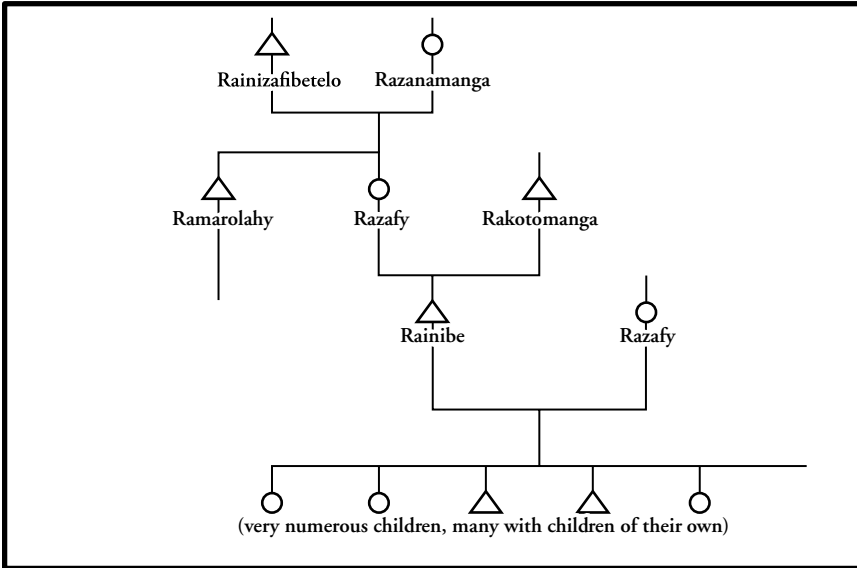 Rainizafibetelo Razanamanga
Ramarolahy Razafy Rakotomanga
Rainibe Razafy
(very numerous children, many with children of their own)